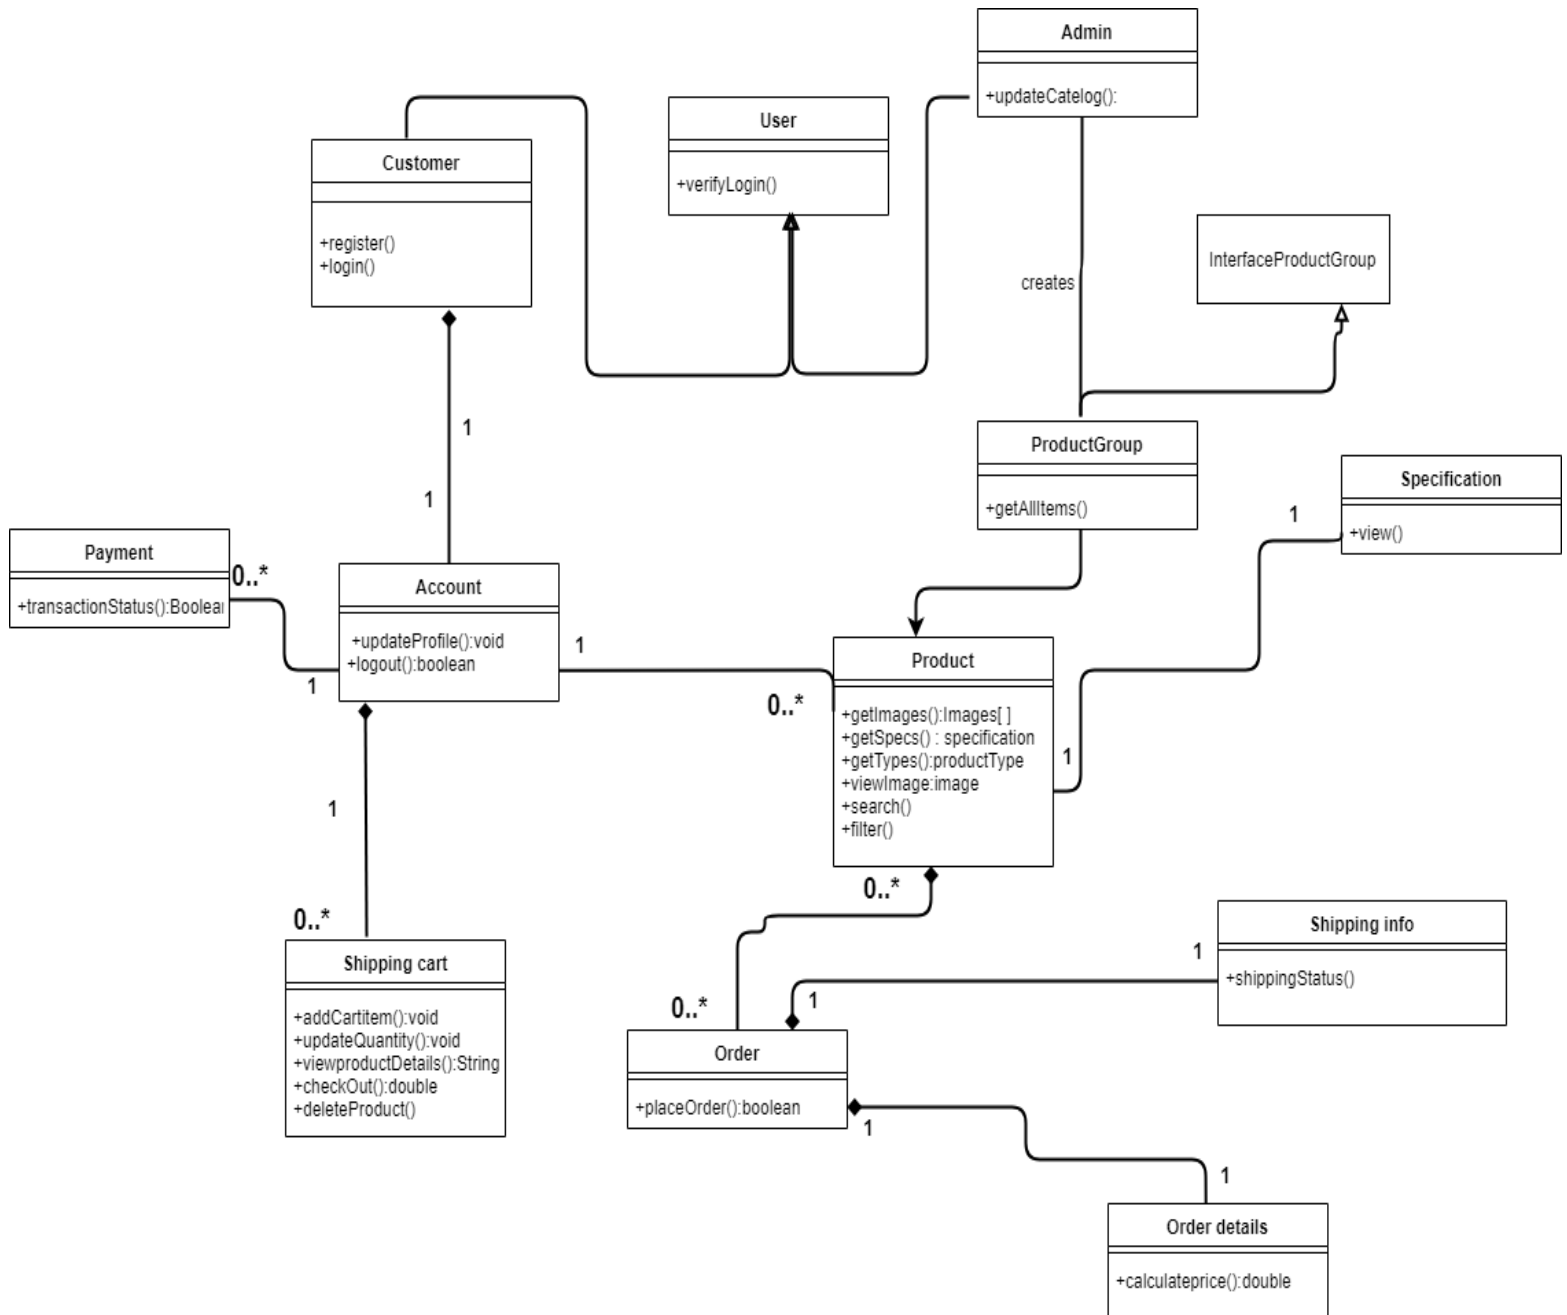 Admin
+updateCatelog():
User
+verifyLogin()
Customer
+register()
+login()
InterfaceProductGroup
creates
1
1
ProductGroup
+getAllItems()
Specification
+view()
1
Payment
+transactionStatus():Boolea
0..*
1
Account
+updateProfile():void
+logout():boolean
1
0..*
Product
+getImages():Images[ ]
+getSpecs() : specification
+getTypes():productType
+viewImage:image
+search()
+filter()
1
1
0..*
0..*
0..*
Shipping cart
+addCartitem():void
+updateQuantity():void
+viewproductDetails():String
+checkOut():double
+deleteProduct()
Shipping info
+shippingStatus()
1
1
Order
+placeOrder():boolean
1
1
Order details
+calculateprice():double